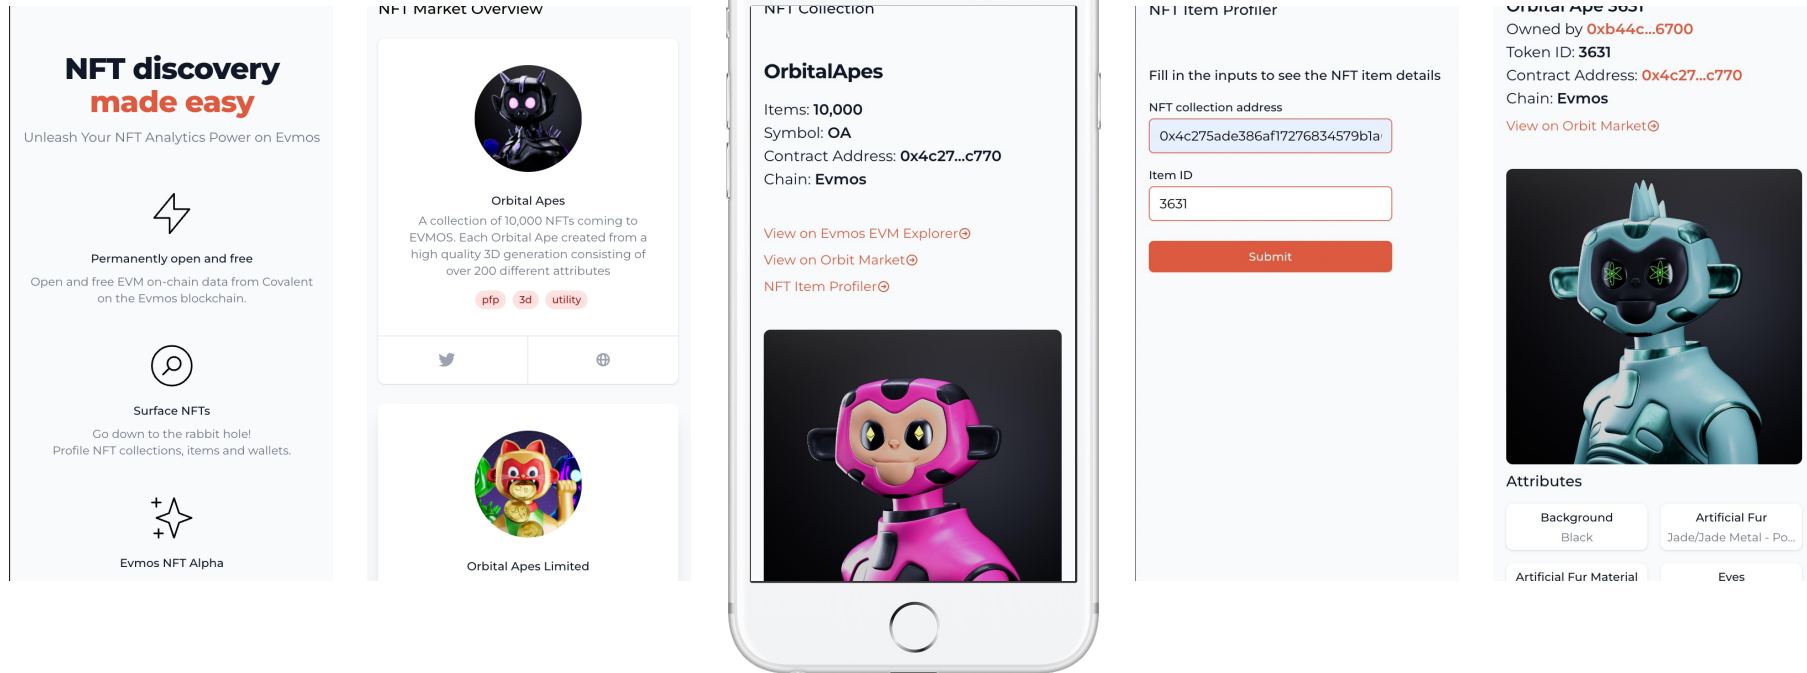 NFT discovery
made easy
Unleash Your NFT Analytics Power on Evmos
Permanently open and free
Open and free EVM on-chain data from Covalent
on the Evmos blockchain.
Surface NFTs
Go down to the rabbit hole!
Profile NFT collections, items and wallets.
Evmos NFT Alpha
NFT Market Overview
Orbital Apes
A collection of 10,000 NFTs coming to
EVMOS. Each Orbital Ape created from a
high quality 3D generation consisting of
over 200 different attributes
pfp 3d utility
Orbital Apes Limited
NFT Collection
OrbitalApes
Items: 10,000
Symbol: OA
Contract Address: 0x4c27...c770
Chain: Evmos
View on Evmos EVM Explorer
View on Orbit Market
NFT Item Profiler
NFT Item Profiler
Fill in the inputs to see the NFT item details
NFT collection address
0x4c275ade386af17276834579b1a
Item ID
3631
Submit
Orbital Ape 3631
Owned by 0xb44c...6700
Token ID: 3631
Contract Address: 0x4c27...c770
Chain: Evmos
View on Orbit Market
Attributes
Background
Black
Artificial Fur
Jade/Jade Metal - Po...
Artificial Fur Material
Eyes